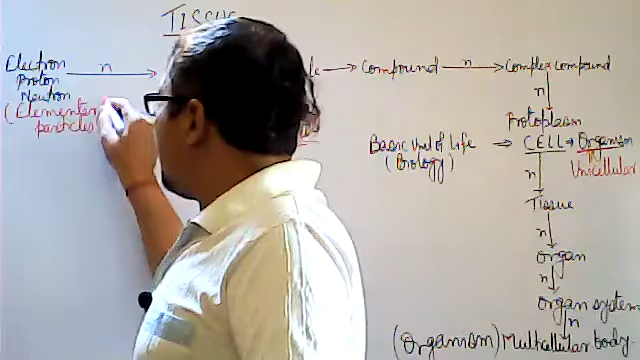 TISSUE
Electron
Proton
Neutron
n
(Elementary
particles)
Compound
n
Complex compound
n
Protoplasm
Basic unit of life
(Biology)
CELL → Organism
Unicellular
n
Tissue
n
Organ
n
Organ system
n
(Organism) Multicellular body